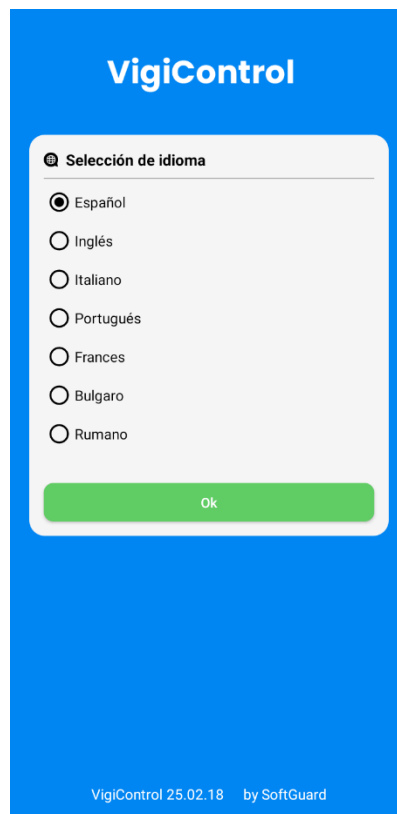 VigiControl
Selección de idioma
Español
Inglés
Italiano
Portugués
Frances
Bulgaro
Rumano
Ok
VigiControl 25.02.18 by SoftGuard